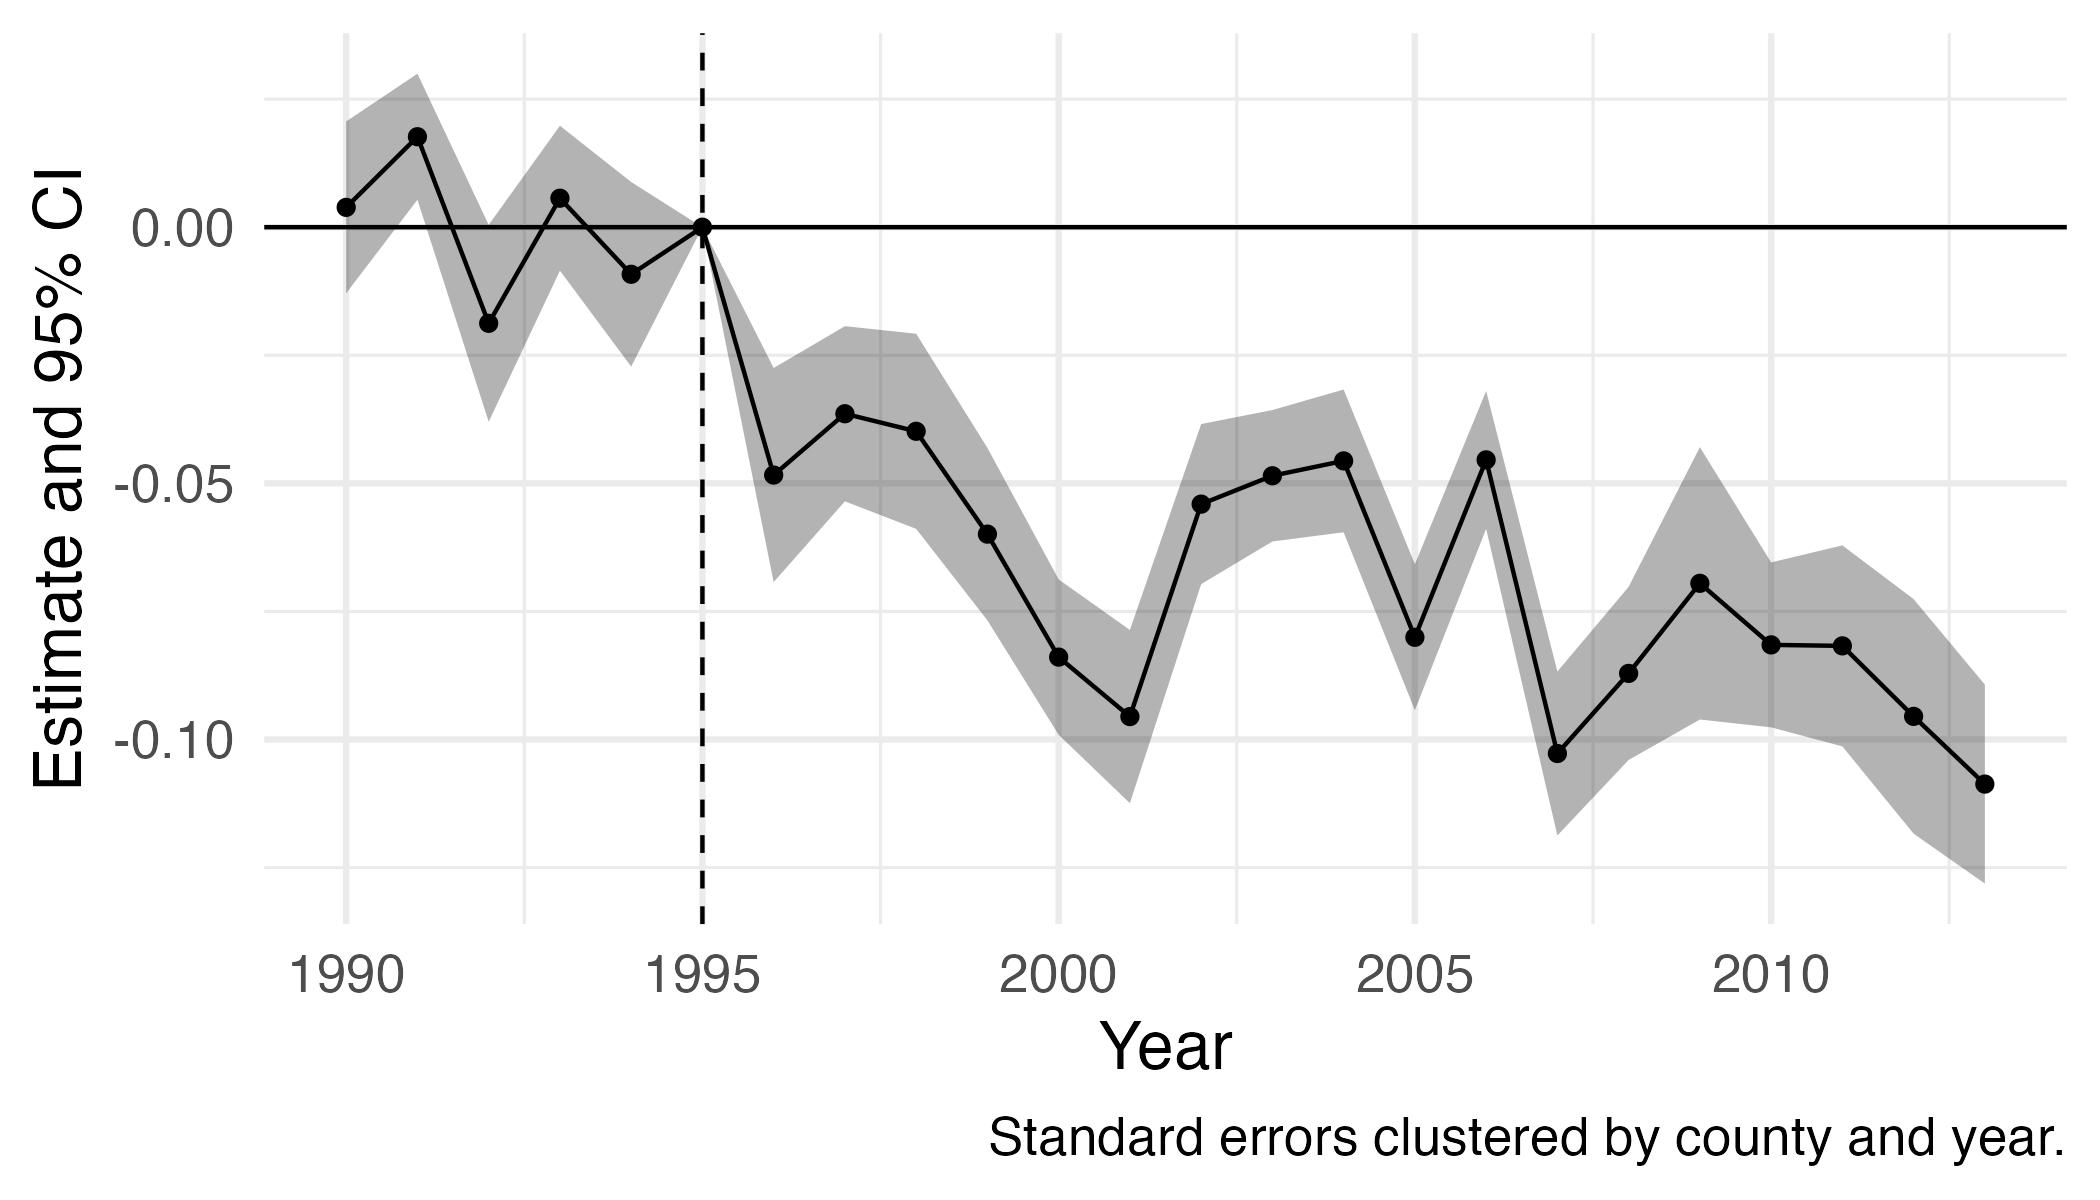 Estimate and 95% CI
0.00
-0.05
-0.10
1990 1995 2000 2005 2010
Year
Standard errors clustered by county and year.